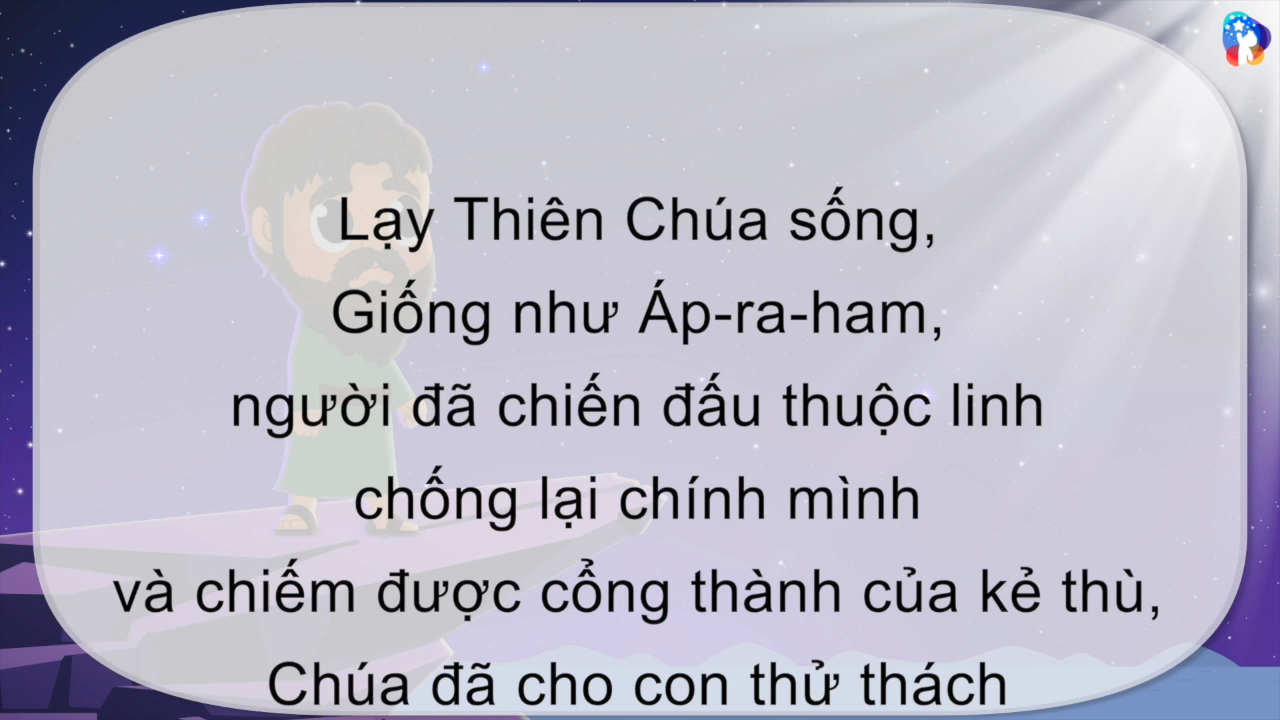 Lạy Thiên Chúa sống,
Giống như Áp-ra-ham,
người đã chiến đấu thuộc linh
chống lại chính mình
và chiếm được cổng thành của kẻ thù,
Chúa đã cho con thử thách